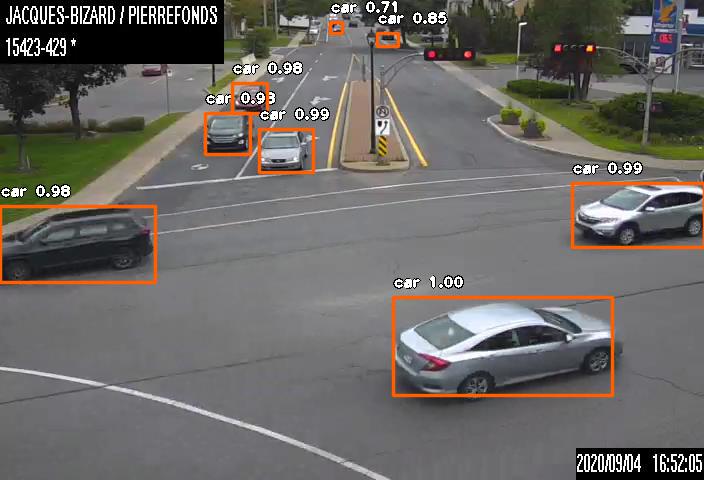 JACQUES-BIZARD / PIERREFONDS
15423-429 *
car 0.71
car 0.85
car 0.98
car 0.93
car 0.99
car 0.98
car 0.99
car 1.00
2020/09/04 16:52:05